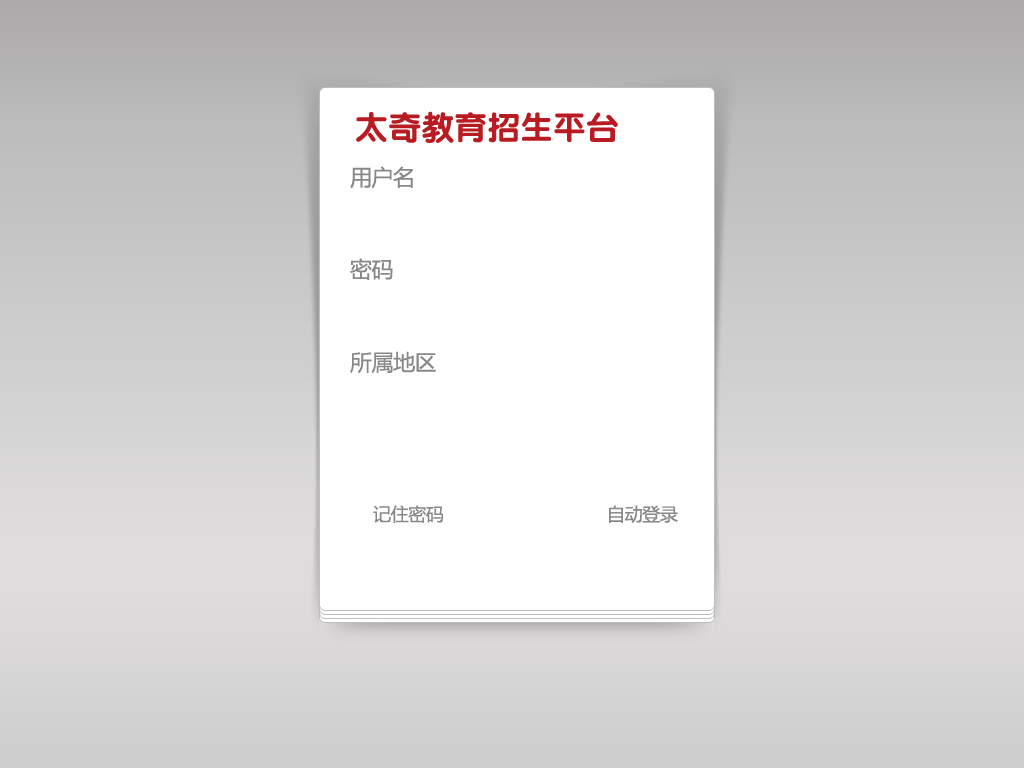 太奇教育招生平台
用户名
密码
所属地区
记住密码 自动登录